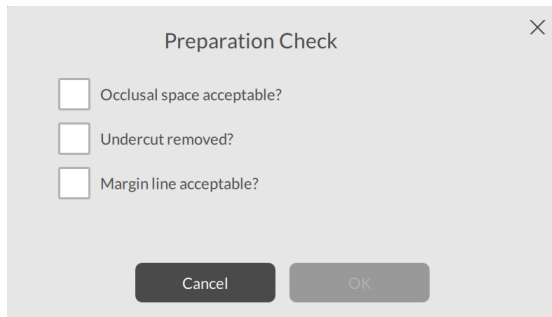 Preparation Check
Occlusal space acceptable?
Undercut removed?
Margin line acceptable?
Cancel OK